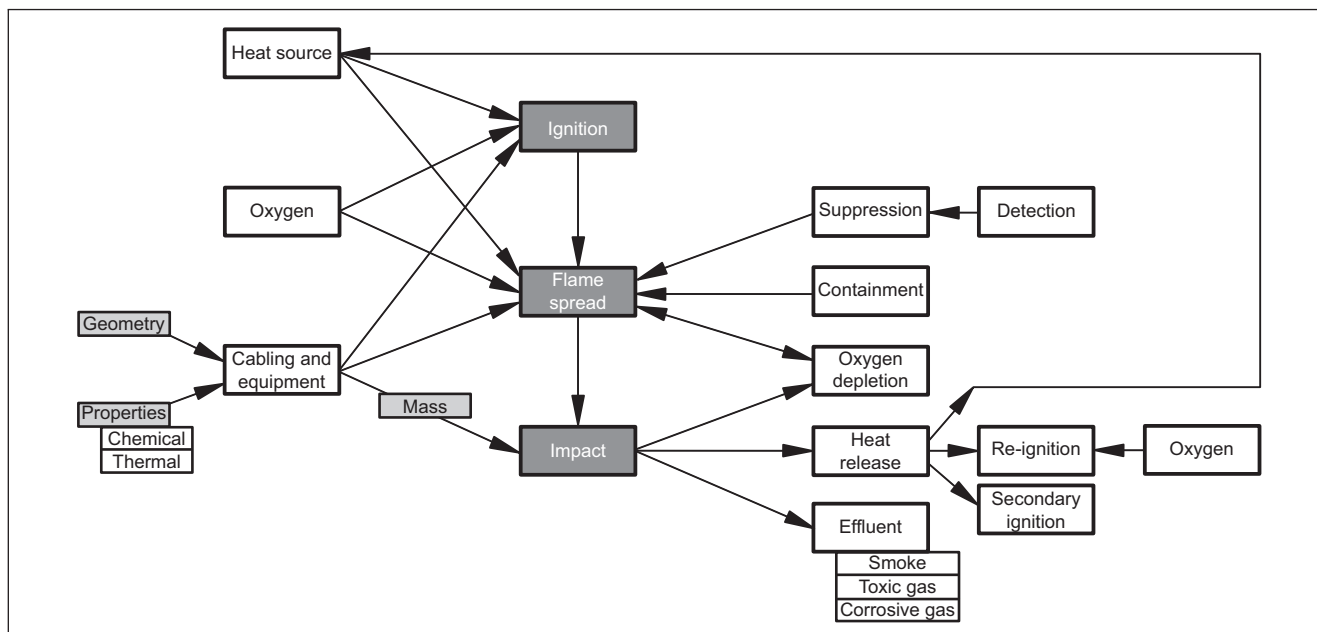 Heat source
Ignition
Oxygen
Suppression
Detection
Flame
spread
Containment
Geometry
Cabling and
equipment
Oxygen
depletion
Properties
Chemical
Thermal
Mass
Impact
Heat
release
Re-ignition
Oxygen
Secondary
ignition
Effluent
Smoke
Toxic gas
Corrosive gas